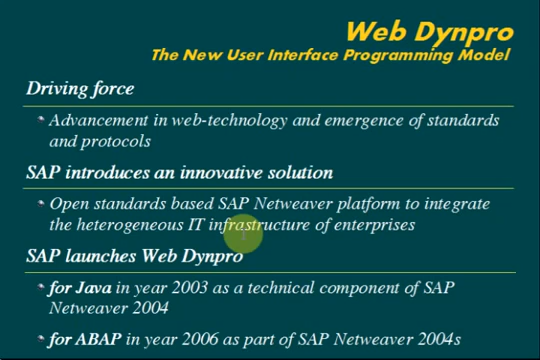 Web Dynpro
The New User Interface Programming Model
Driving force
Advancement in web-technology and emergence of standards
and protocols
SAP introduces an innovative solution
Open standards based SAP Netweaver platform to integrate
the heterogeneous IT infrastructure of enterprises
SAP launches Web Dynpro
for Java in year 2003 as a technical component of SAP
Netweaver 2004
for ABAP in year 2006 as part of SAP Netweaver 2004s